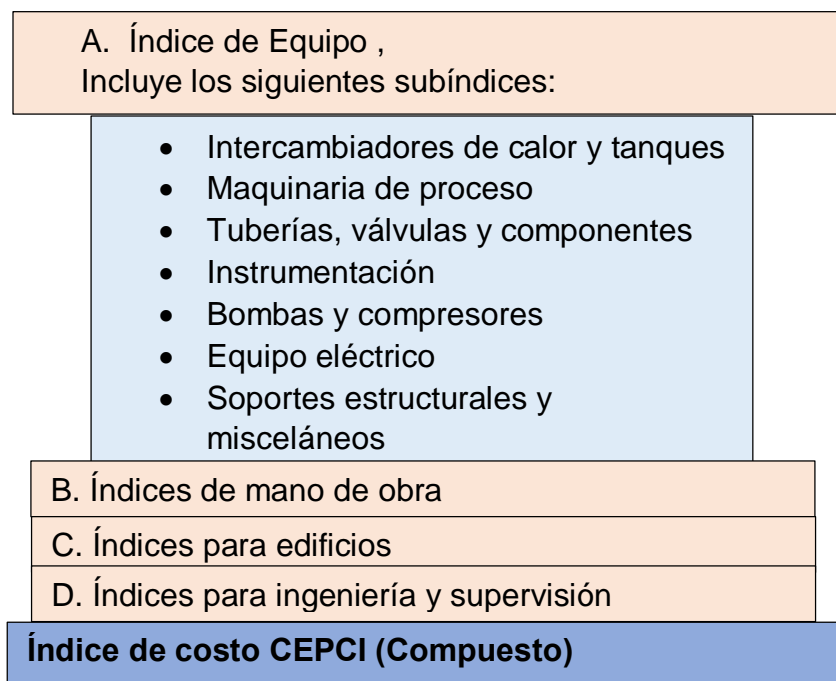 A. Índice de Equipo ,
Incluye los siguientes subíndices:
• Intercambiadores de calor y tanques
• Maquinaria de proceso
• Tuberías, válvulas y componentes
• Instrumentación
• Bombas y compresores
• Equipo eléctrico
• Soportes estructurales y
misceláneos
B. Índices de mano de obra
C. Índices para edificios
D. Índices para ingeniería y supervisión
Índice de costo CEPCI (Compuesto)